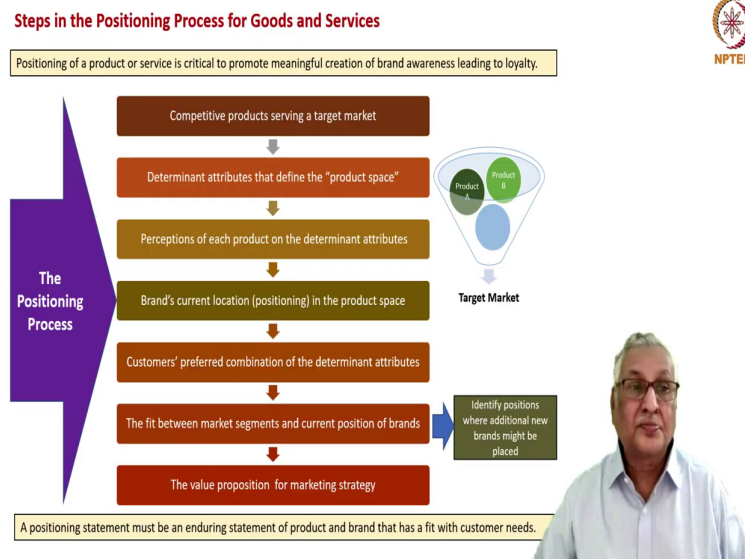 Steps in the Positioning Process for Goods and Services
NPTEL
Positioning of a product or service is critical to promote meaningful creation of brand awareness leading to loyalty.
The
Positioning
Process
Competitive products serving a target market
Determinant attributes that define the “product space”
Perceptions of each product on the determinant attributes
Brand's current location (positioning) in the product space
Customers' preferred combination of the determinant attributes
The fit between market segments and current position of brands
The value proposition for marketing strategy
Product
A
Product
B
Target Market
Identify positions
where additional new
brands might be
placed
A positioning statement must be an enduring statement of product and brand that has a fit with customer needs.